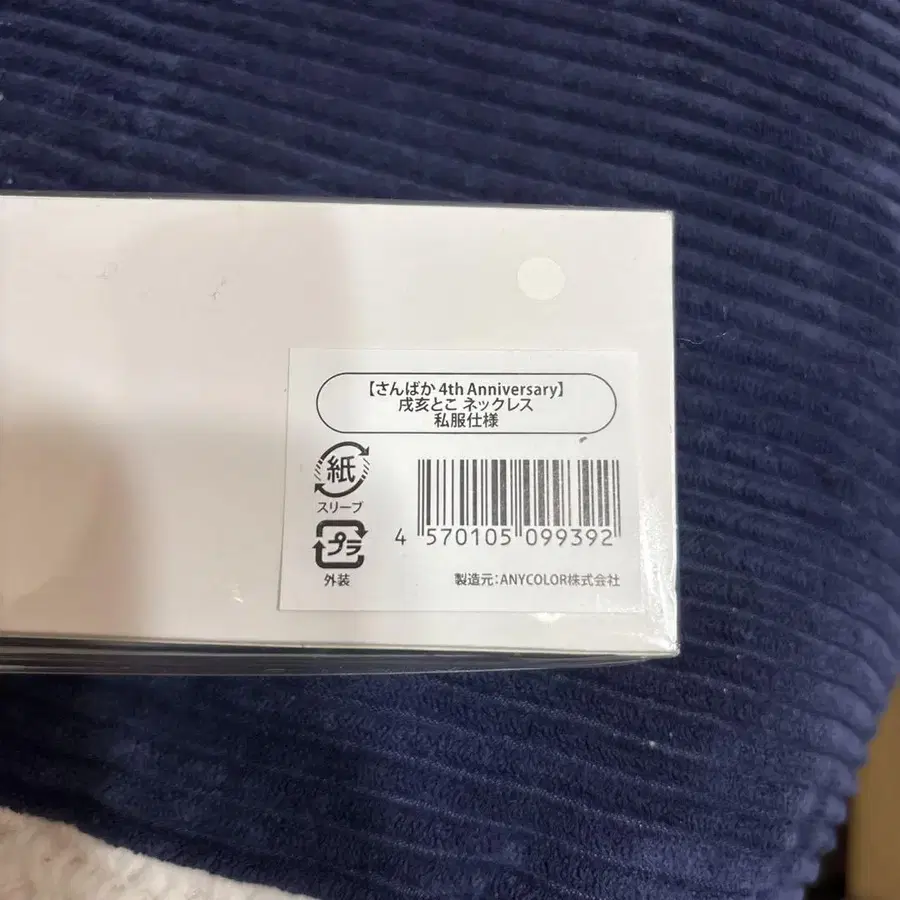 【さんばか 4th Anniversary】
戌亥とこ ネックレス
私服仕様
紙
スリーブ
プラ
外装
4 570105 099392
製造元：ANYCOLOR株式会社